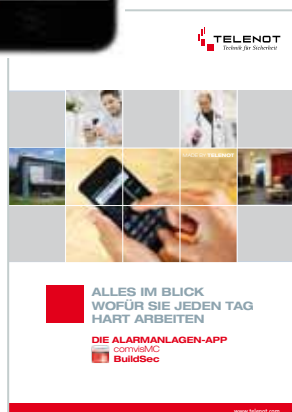 TELENOT
Technik für Sicherheit
MADE BY TELENOT
ALLES IM BLICK
WOFÜR SIE JEDEN TAG
HART ARBEITEN
DIE ALARMANLAGEN-APP
comvisMC
BuildSec
www.telenot.com